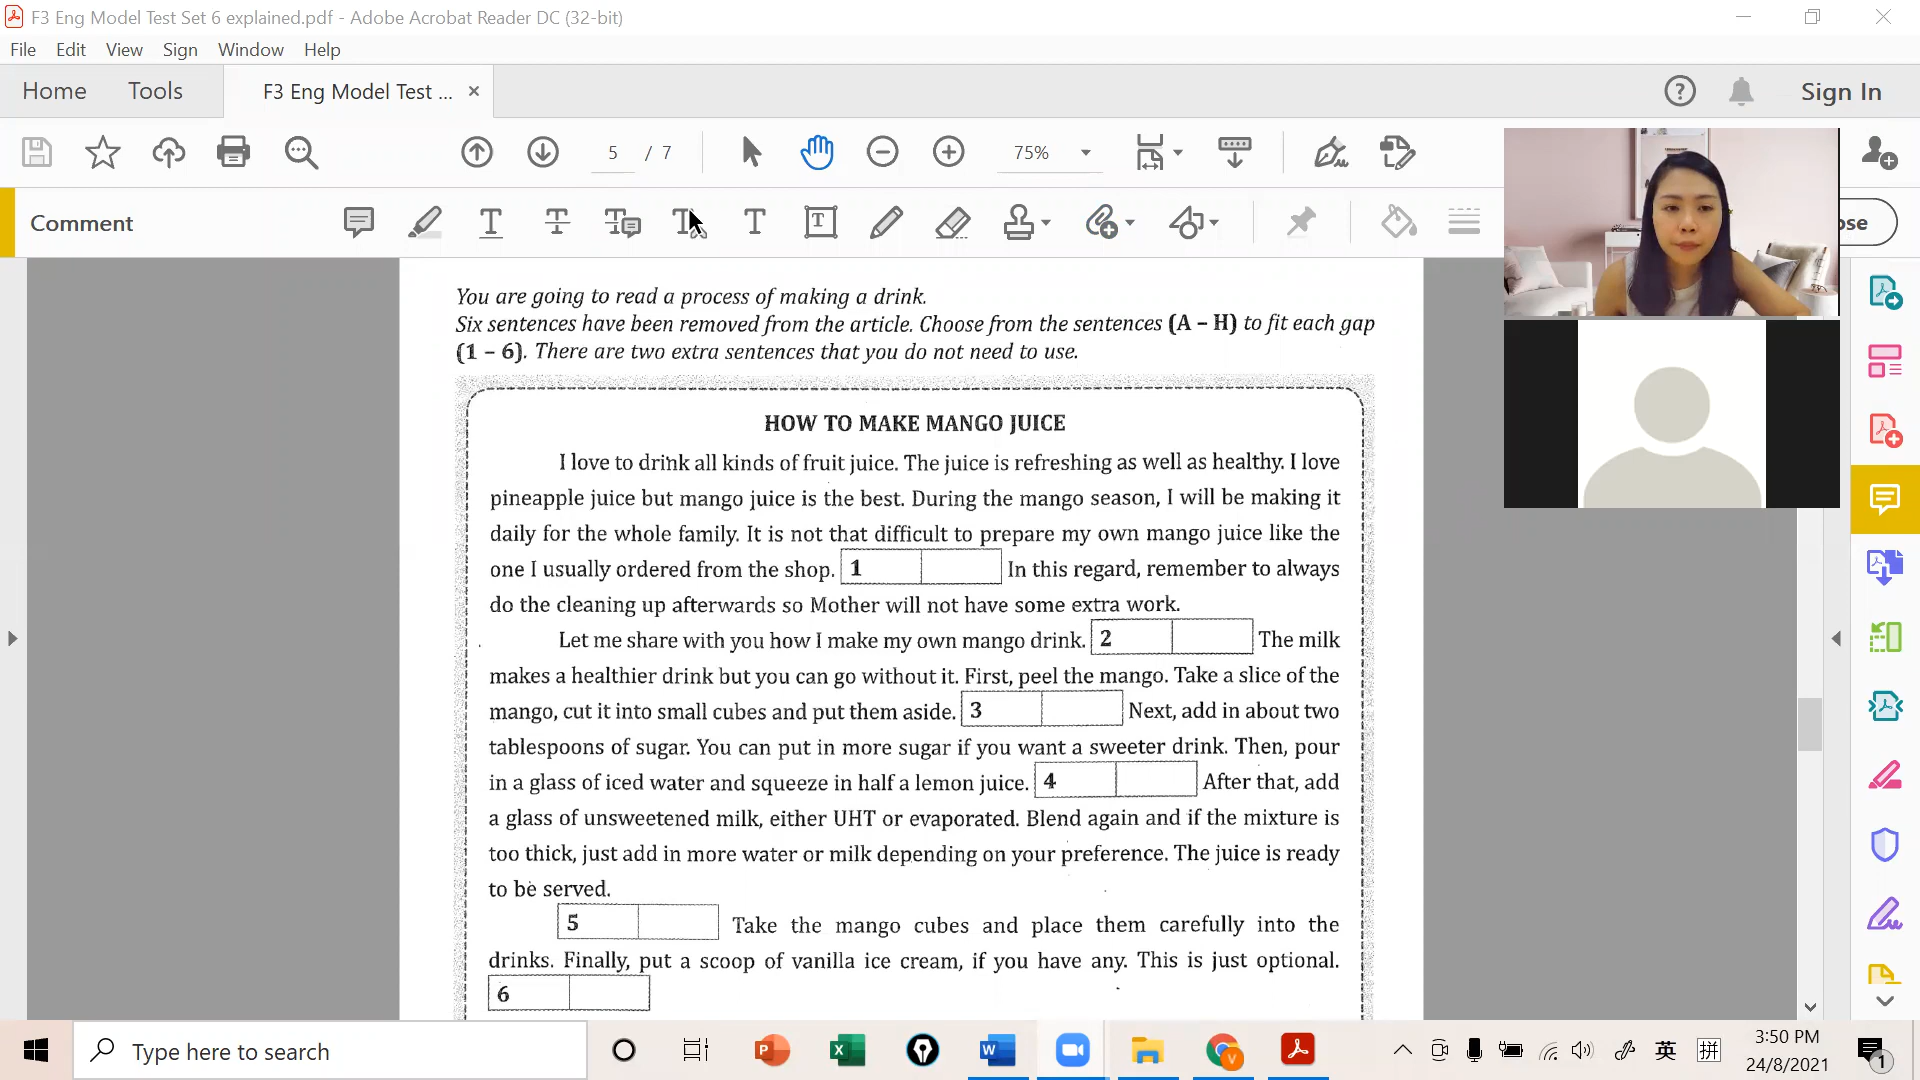 F3 Eng Model Test Set 6 explained.pdf - Adobe Acrobat Reader DC (32-bit)
File Edit View Sign Window Help
Home Tools F3 Eng Model Test ... × Sign In
5 / 7 75%
Comment
ose
You are going to read a process of making a drink.
Six sentences have been removed from the article. Choose from the sentences (A – H) to fit each gap
(1 – 6). There are two extra sentences that you do not need to use.
HOW TO MAKE MANGO JUICE
I love to drink all kinds of fruit juice. The juice is refreshing as well as healthy. I love
pineapple juice but mango juice is the best. During the mango season, I will be making it
daily for the whole family. It is not that difficult to prepare my own mango juice like the
one I usually ordered from the shop. 1 In this regard, remember to always
do the cleaning up afterwards so Mother will not have some extra work.
Let me share with you how I make my own mango drink. 2 The milk
makes a healthier drink but you can go without it. First, peel the mango. Take a slice of the
mango, cut it into small cubes and put them aside. 3 Next, add in about two
tablespoons of sugar. You can put in more sugar if you want a sweeter drink. Then, pour
in a glass of iced water and squeeze in half a lemon juice. 4 After that, add
a glass of unsweetened milk, either UHT or evaporated. Blend again and if the mixture is
too thick, just add in more water or milk depending on your preference. The juice is ready
to be served.
5 Take the mango cubes and place them carefully into the
drinks. Finally, put a scoop of vanilla ice cream, if you have any. This is just optional.
6
Type here to search
英 拼
3:50 PM
24/8/2021
1